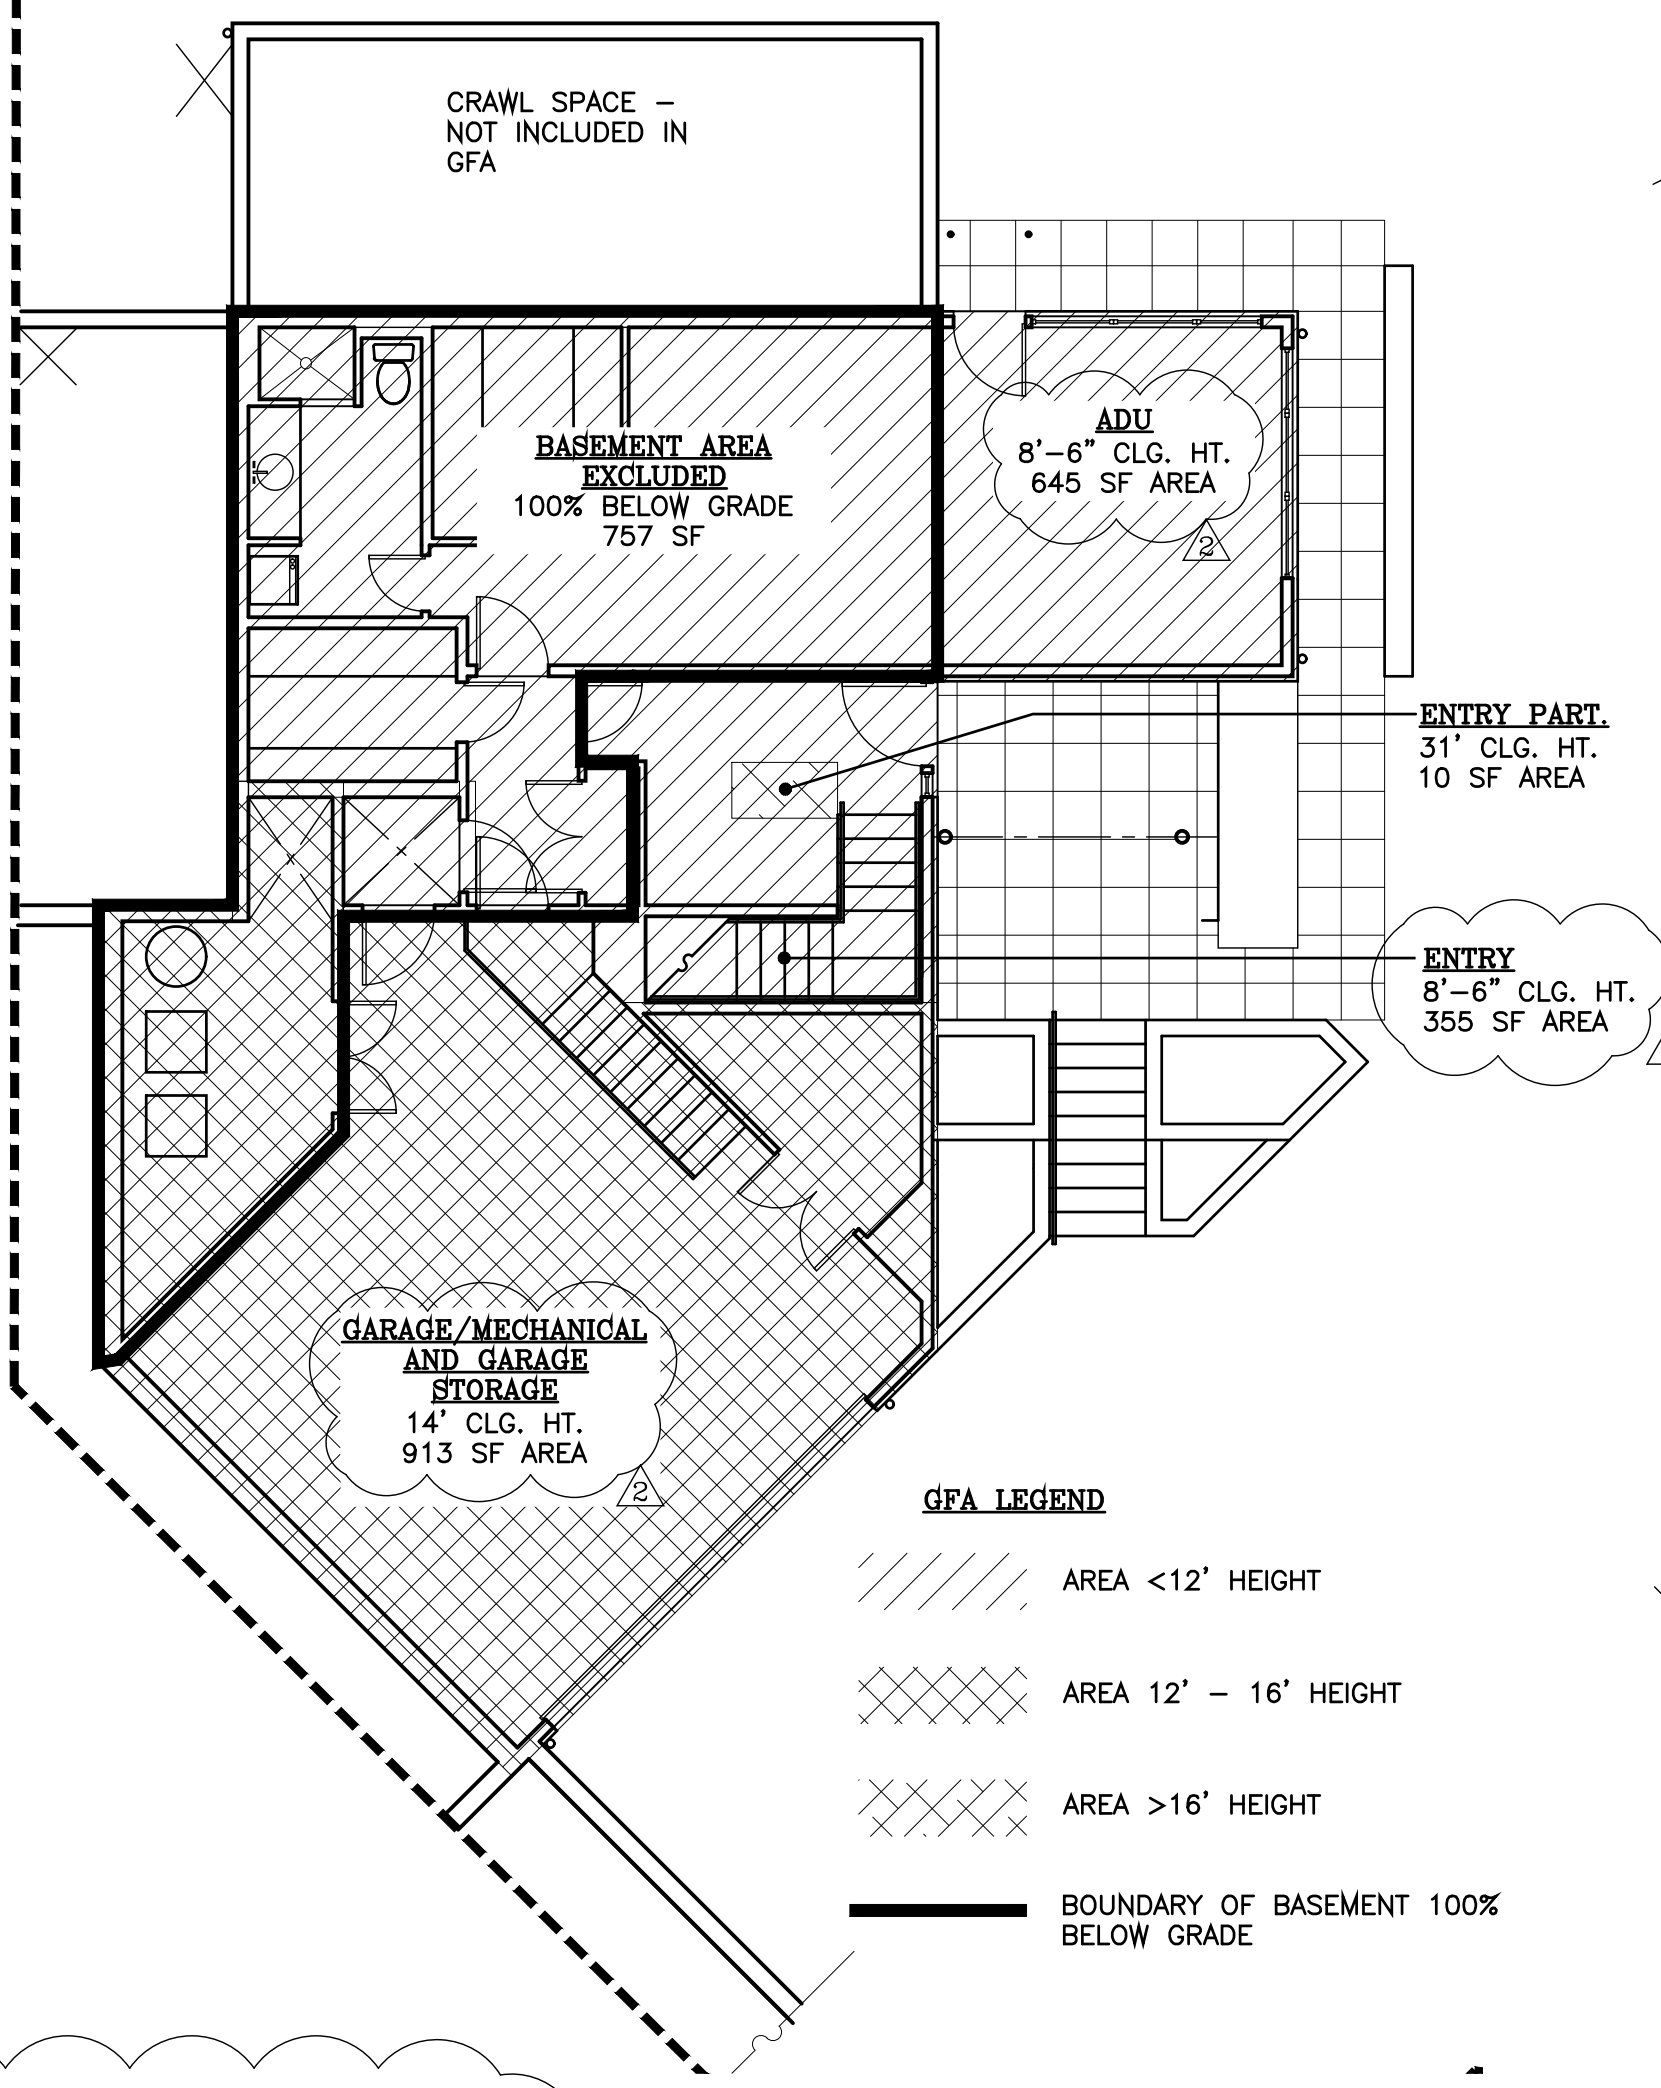 CRAWL SPACE –
NOT INCLUDED IN
GFA
BASEMENT AREA
EXCLUDED
100% BELOW GRADE
757 SF
ADU
8'–6" CLG. HT.
645 SF AREA
2
ENTRY PART.
31' CLG. HT.
10 SF AREA
ENTRY
8'–6" CLG. HT.
355 SF AREA
GARAGE/MECHANICAL
AND GARAGE
STORAGE
14' CLG. HT.
913 SF AREA
2
GFA LEGEND
AREA <12' HEIGHT
AREA 12' – 16' HEIGHT
AREA >16' HEIGHT
BOUNDARY OF BASEMENT 100%
BELOW GRADE